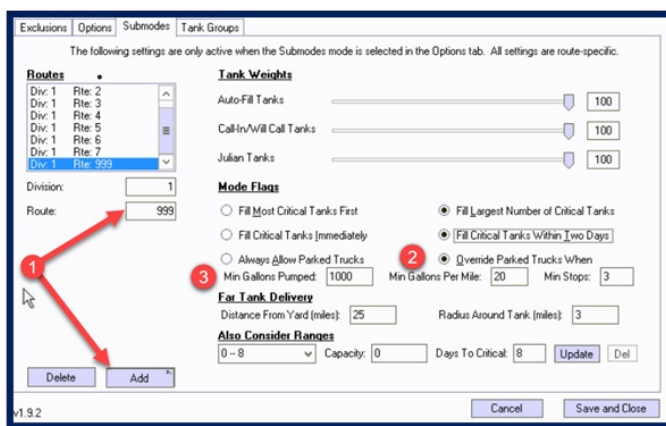 Exclusions Options Submodes Tank Groups
The following settings are only active when the Submodes mode is selected in the Options tab. All settings are route-specific.
Routes
Div: 1 Rte: 2
Div: 1 Rte: 3
Div: 1 Rte: 4
Div: 1 Rte: 5
Div: 1 Rte: 6
Div: 1 Rte: 7
Div: 1 Rte: 999
Division: 1
Route: 999
1
Delete Add
v1.9.2
Tank Weights
Auto-Fill Tanks 100
Call-In/Will Call Tanks 100
Julian Tanks 100
Mode Flags
Fill Most Critical Tanks First Fill Largest Number of Critical Tanks
Fill Critical Tanks Immediately Fill Critical Tanks Within Two Days
Always Allow Parked Trucks 2 Override Parked Trucks When
3 Min Gallons Pumped: 1000 Min Gallons Per Mile: 20 Min Stops: 3
Far Tank Delivery
Distance From Yard (miles): 25 Radius Around Tank (miles): 3
Also Consider Ranges
0 -- 8 Capacity: 0 Days To Critical: 8 Update Del
Cancel Save and Close